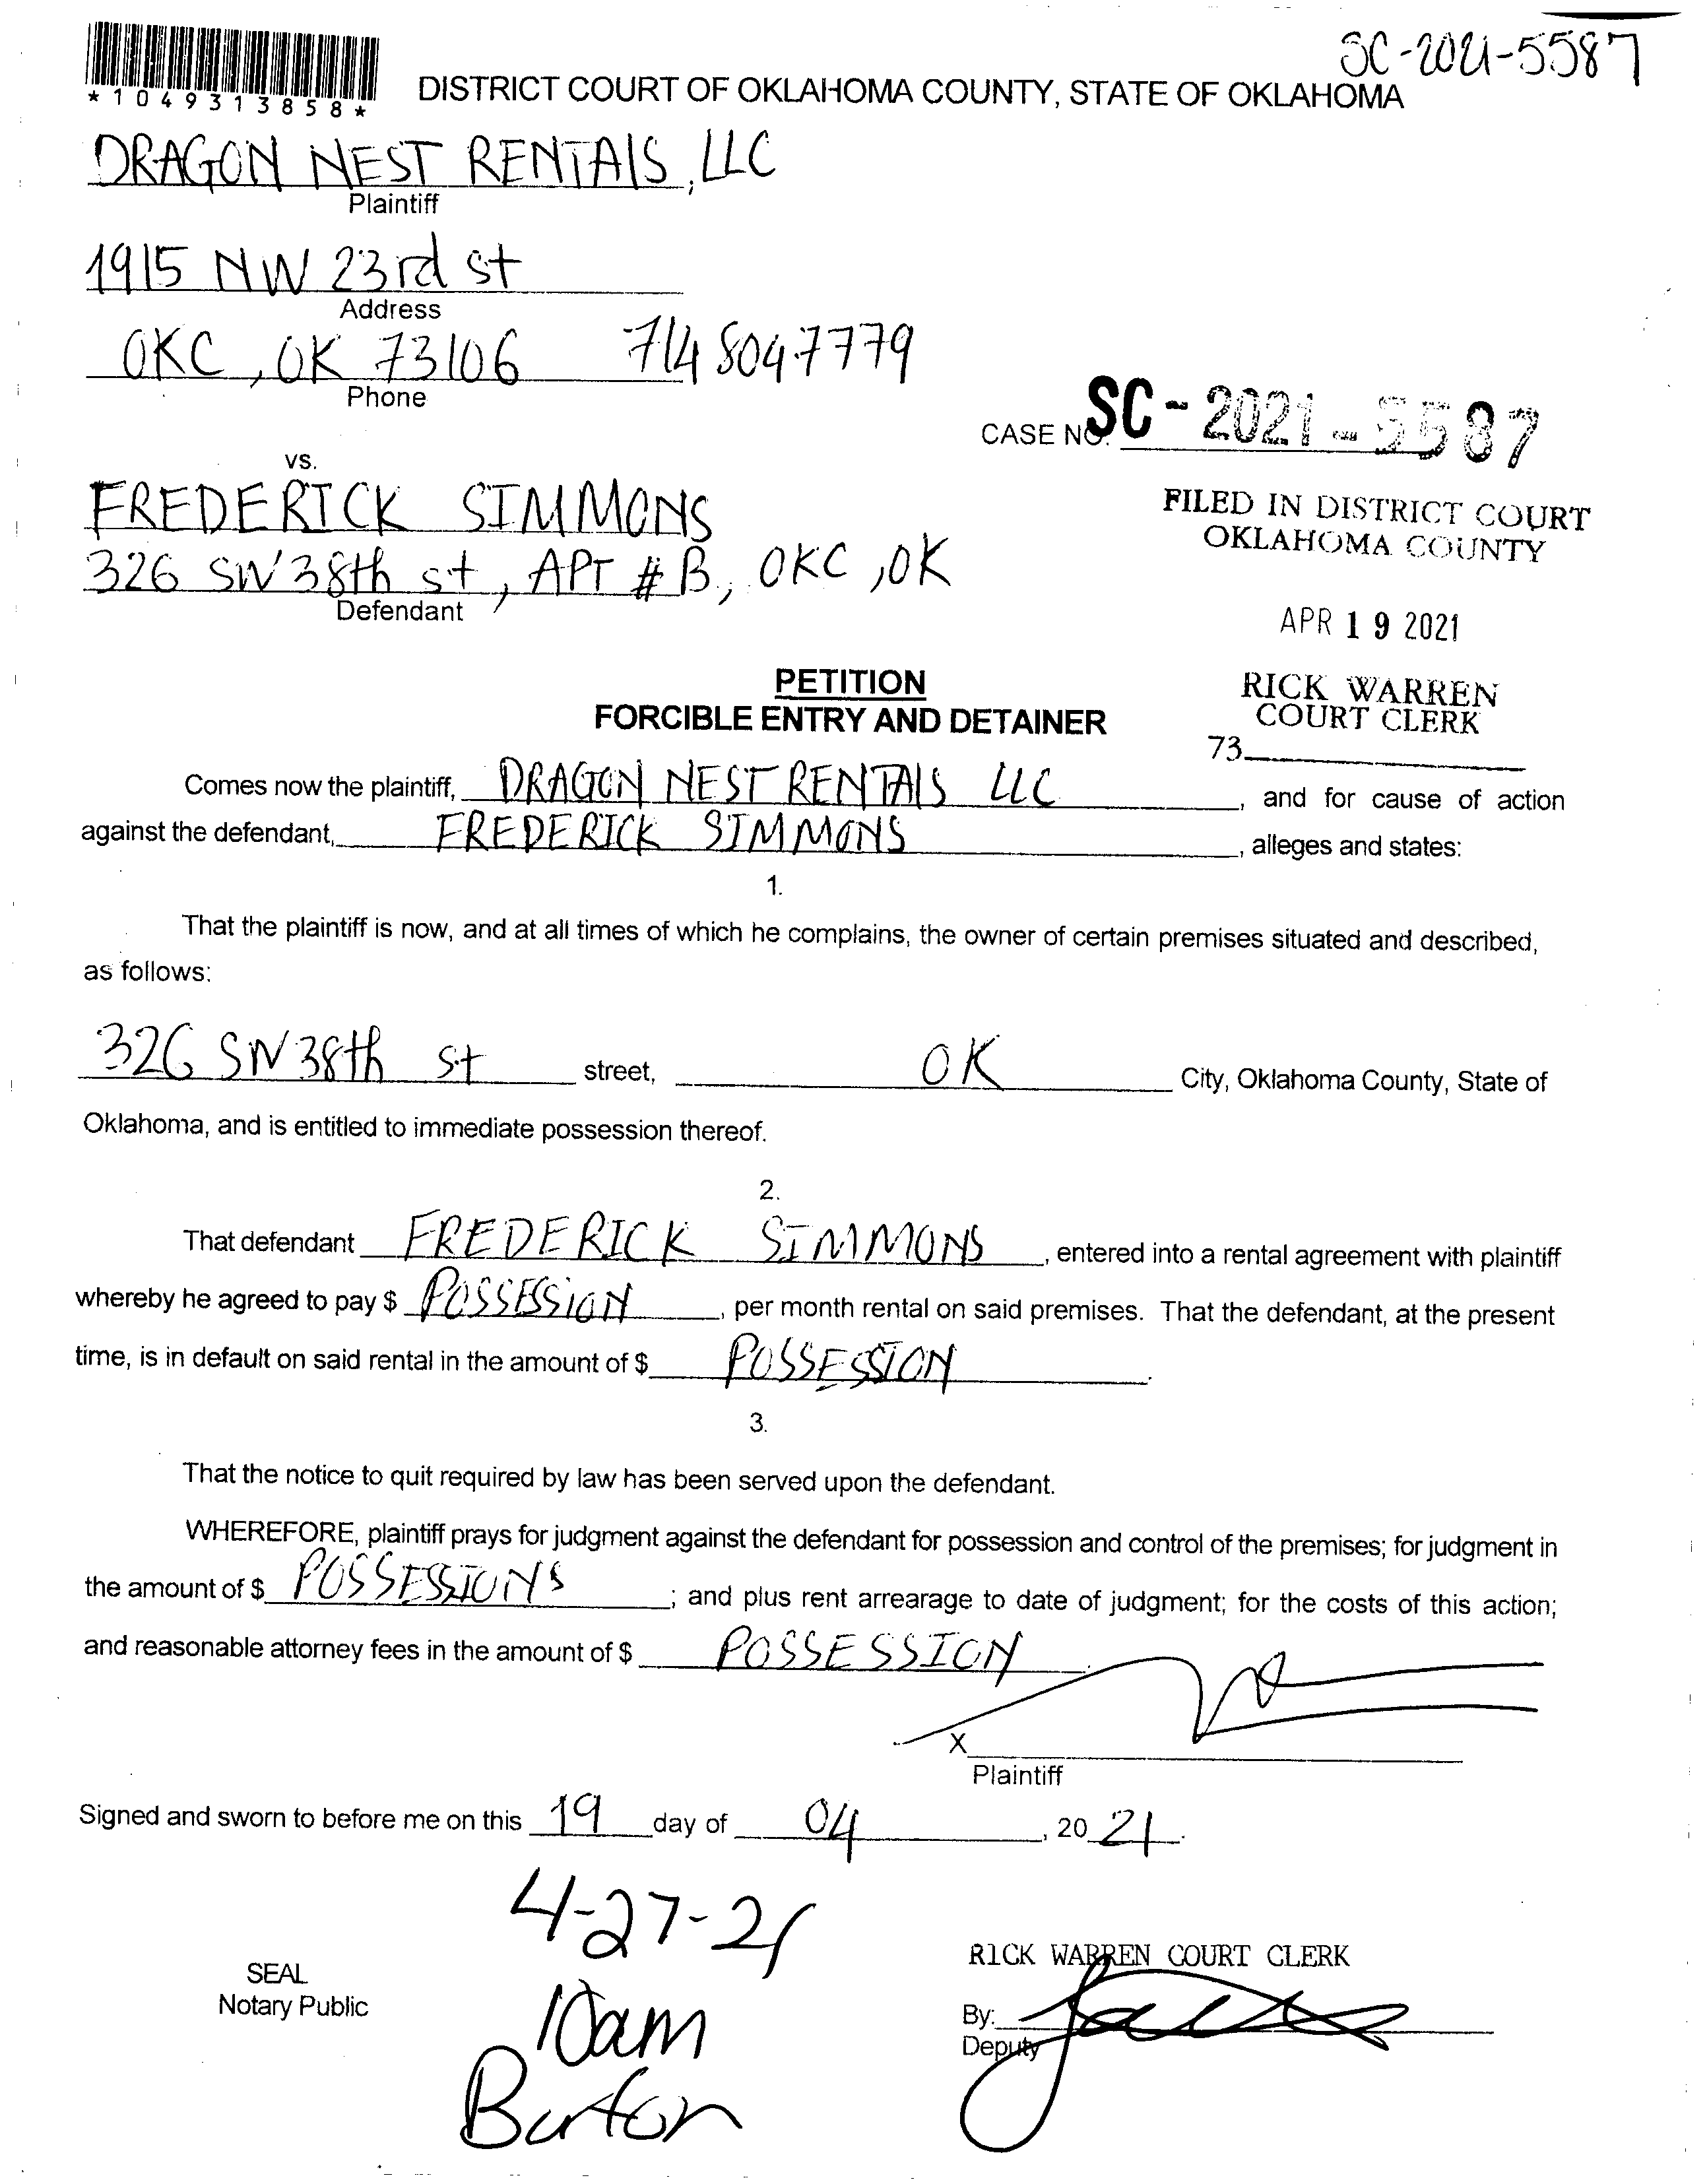 SC-2021-5587
*1049313858*
DISTRICT COURT OF OKLAHOMA COUNTY, STATE OF OKLAHOMA
DRAGON NEST RENTAlS, LLC
Plaintiff
1915 NW 23rd st
Address
OKC, OK 73106 714 804 7779
Phone
CASE NO. SC-2021-5587
vs.
FREDERICK SIMMONS
FILED IN DISTRICT COURT
OKLAHOMA COUNTY
326 SW 38th st, APT # B, OKC, OK
Defendant
APR 19 2021
PETITION
FORCIBLE ENTRY AND DETAINER
RICK WARREN
COURT CLERK
73
Comes now the plaintiff, DRAGON NEST RENTAlS LLC, and for cause of action
against the defendant, FREDERICK SIMMONS, alleges and states:
1.
That the plaintiff is now, and at all times of which he complains, the owner of certain premises situated and described,
as follows:
326 SW 38th st street, OK City, Oklahoma County, State of
Oklahoma, and is entitled to immediate possession thereof.
2.
That defendant FREDERICK SIMMONS, entered into a rental agreement with plaintiff
whereby he agreed to pay $ POSSESSION, per month rental on said premises. That the defendant, at the present
time, is in default on said rental in the amount of $ POSSESSION.
3.
That the notice to quit required by law has been served upon the defendant.
WHEREFORE, plaintiff prays for judgment against the defendant for possession and control of the premises; for judgment in
the amount of $ POSSESSIONS; and plus rent arrearage to date of judgment; for the costs of this action;
and reasonable attorney fees in the amount of $ POSSESSION.
X
Plaintiff
Signed and sworn to before me on this 19 day of 04, 20 21.
4-27-21
10am
Burton
SEAL
Notary Public
RICK WARREN COURT CLERK
By:
Deputy